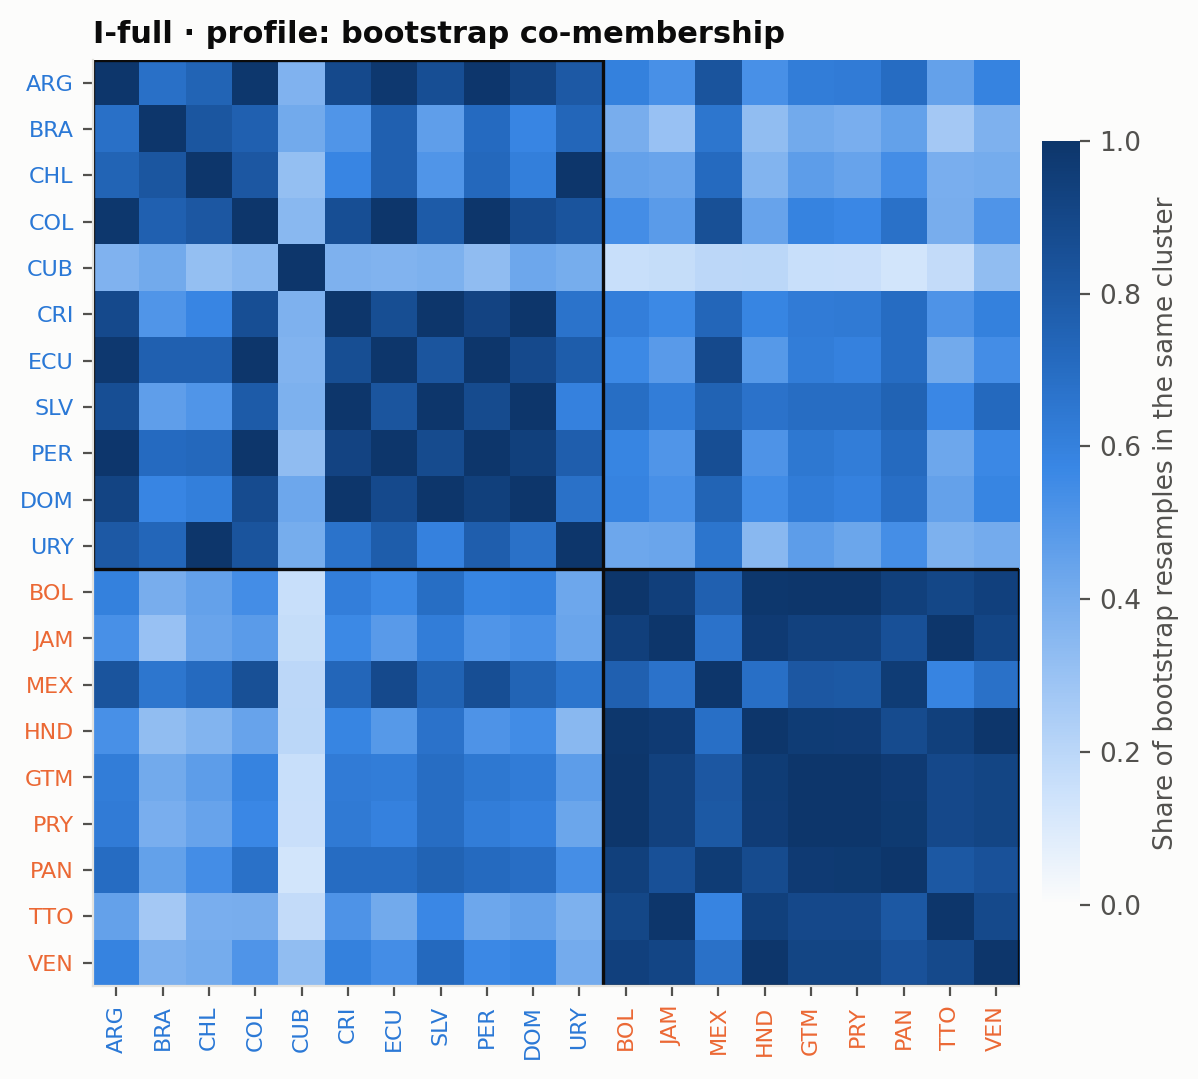 I-full · profile: bootstrap co-membership
ARG
BRA
CHL
COL
CUB
CRI
ECU
SLV
PER
DOM
URY
BOL
JAM
MEX
HND
GTM
PRY
PAN
TTO
VEN
ARG BRA CHL COL CUB CRI ECU SLV PER DOM URY BOL JAM MEX HND GTM PRY PAN TTO VEN
1.0
0.8
0.6
0.4
0.2
0.0
Share of bootstrap resamples in the same cluster